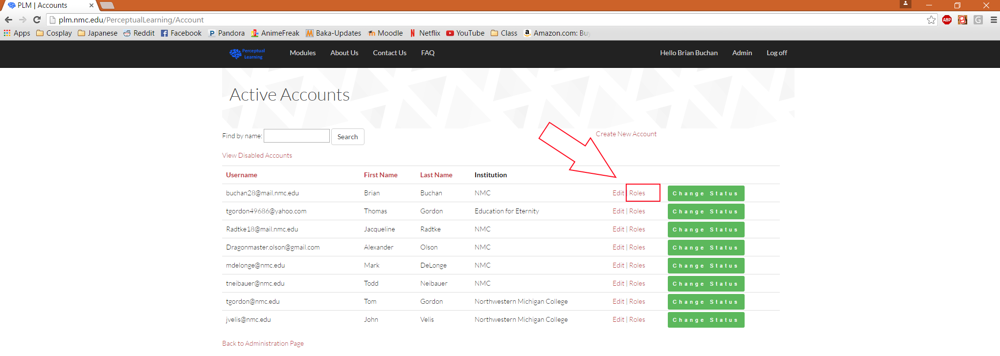 PLM | Accounts
plm.nmc.edu/PerceptualLearning/Account
ABP
G
Apps Cosplay Japanese Reddit Facebook Pandora AnimeFreak Baka-Updates Moodle Netflix YouTube Class Amazon.com: Bu
Perceptual
Learning
Modules About Us Contact Us FAQ Hello Brian Buchan Admin Log off
Active Accounts
Find by name: Search Create New Account
View Disabled Accounts
Username First Name Last Name Institution
buchan28@mail.nmc.edu Brian Buchan NMC Edit | Roles Change Status
tgordon49686@yahoo.com Thomas Gordon Education for Eternity Edit | Roles Change Status
Radtke18@mail.nmc.edu Jacqueline Radtke NMC Edit | Roles Change Status
Dragonmaster.olson@gmail.com Alexander Olson NMC Edit | Roles Change Status
mdelonge@nmc.edu Mark DeLonge NMC Edit | Roles Change Status
tneibauer@nmc.edu Todd Neibauer NMC Edit | Roles Change Status
tgordon@nmc.edu Tom Gordon Northwestern Michigan College Edit | Roles Change Status
jvelis@nmc.edu John Velis Northwestern Michigan College Edit | Roles Change Status
Back to Administration Page